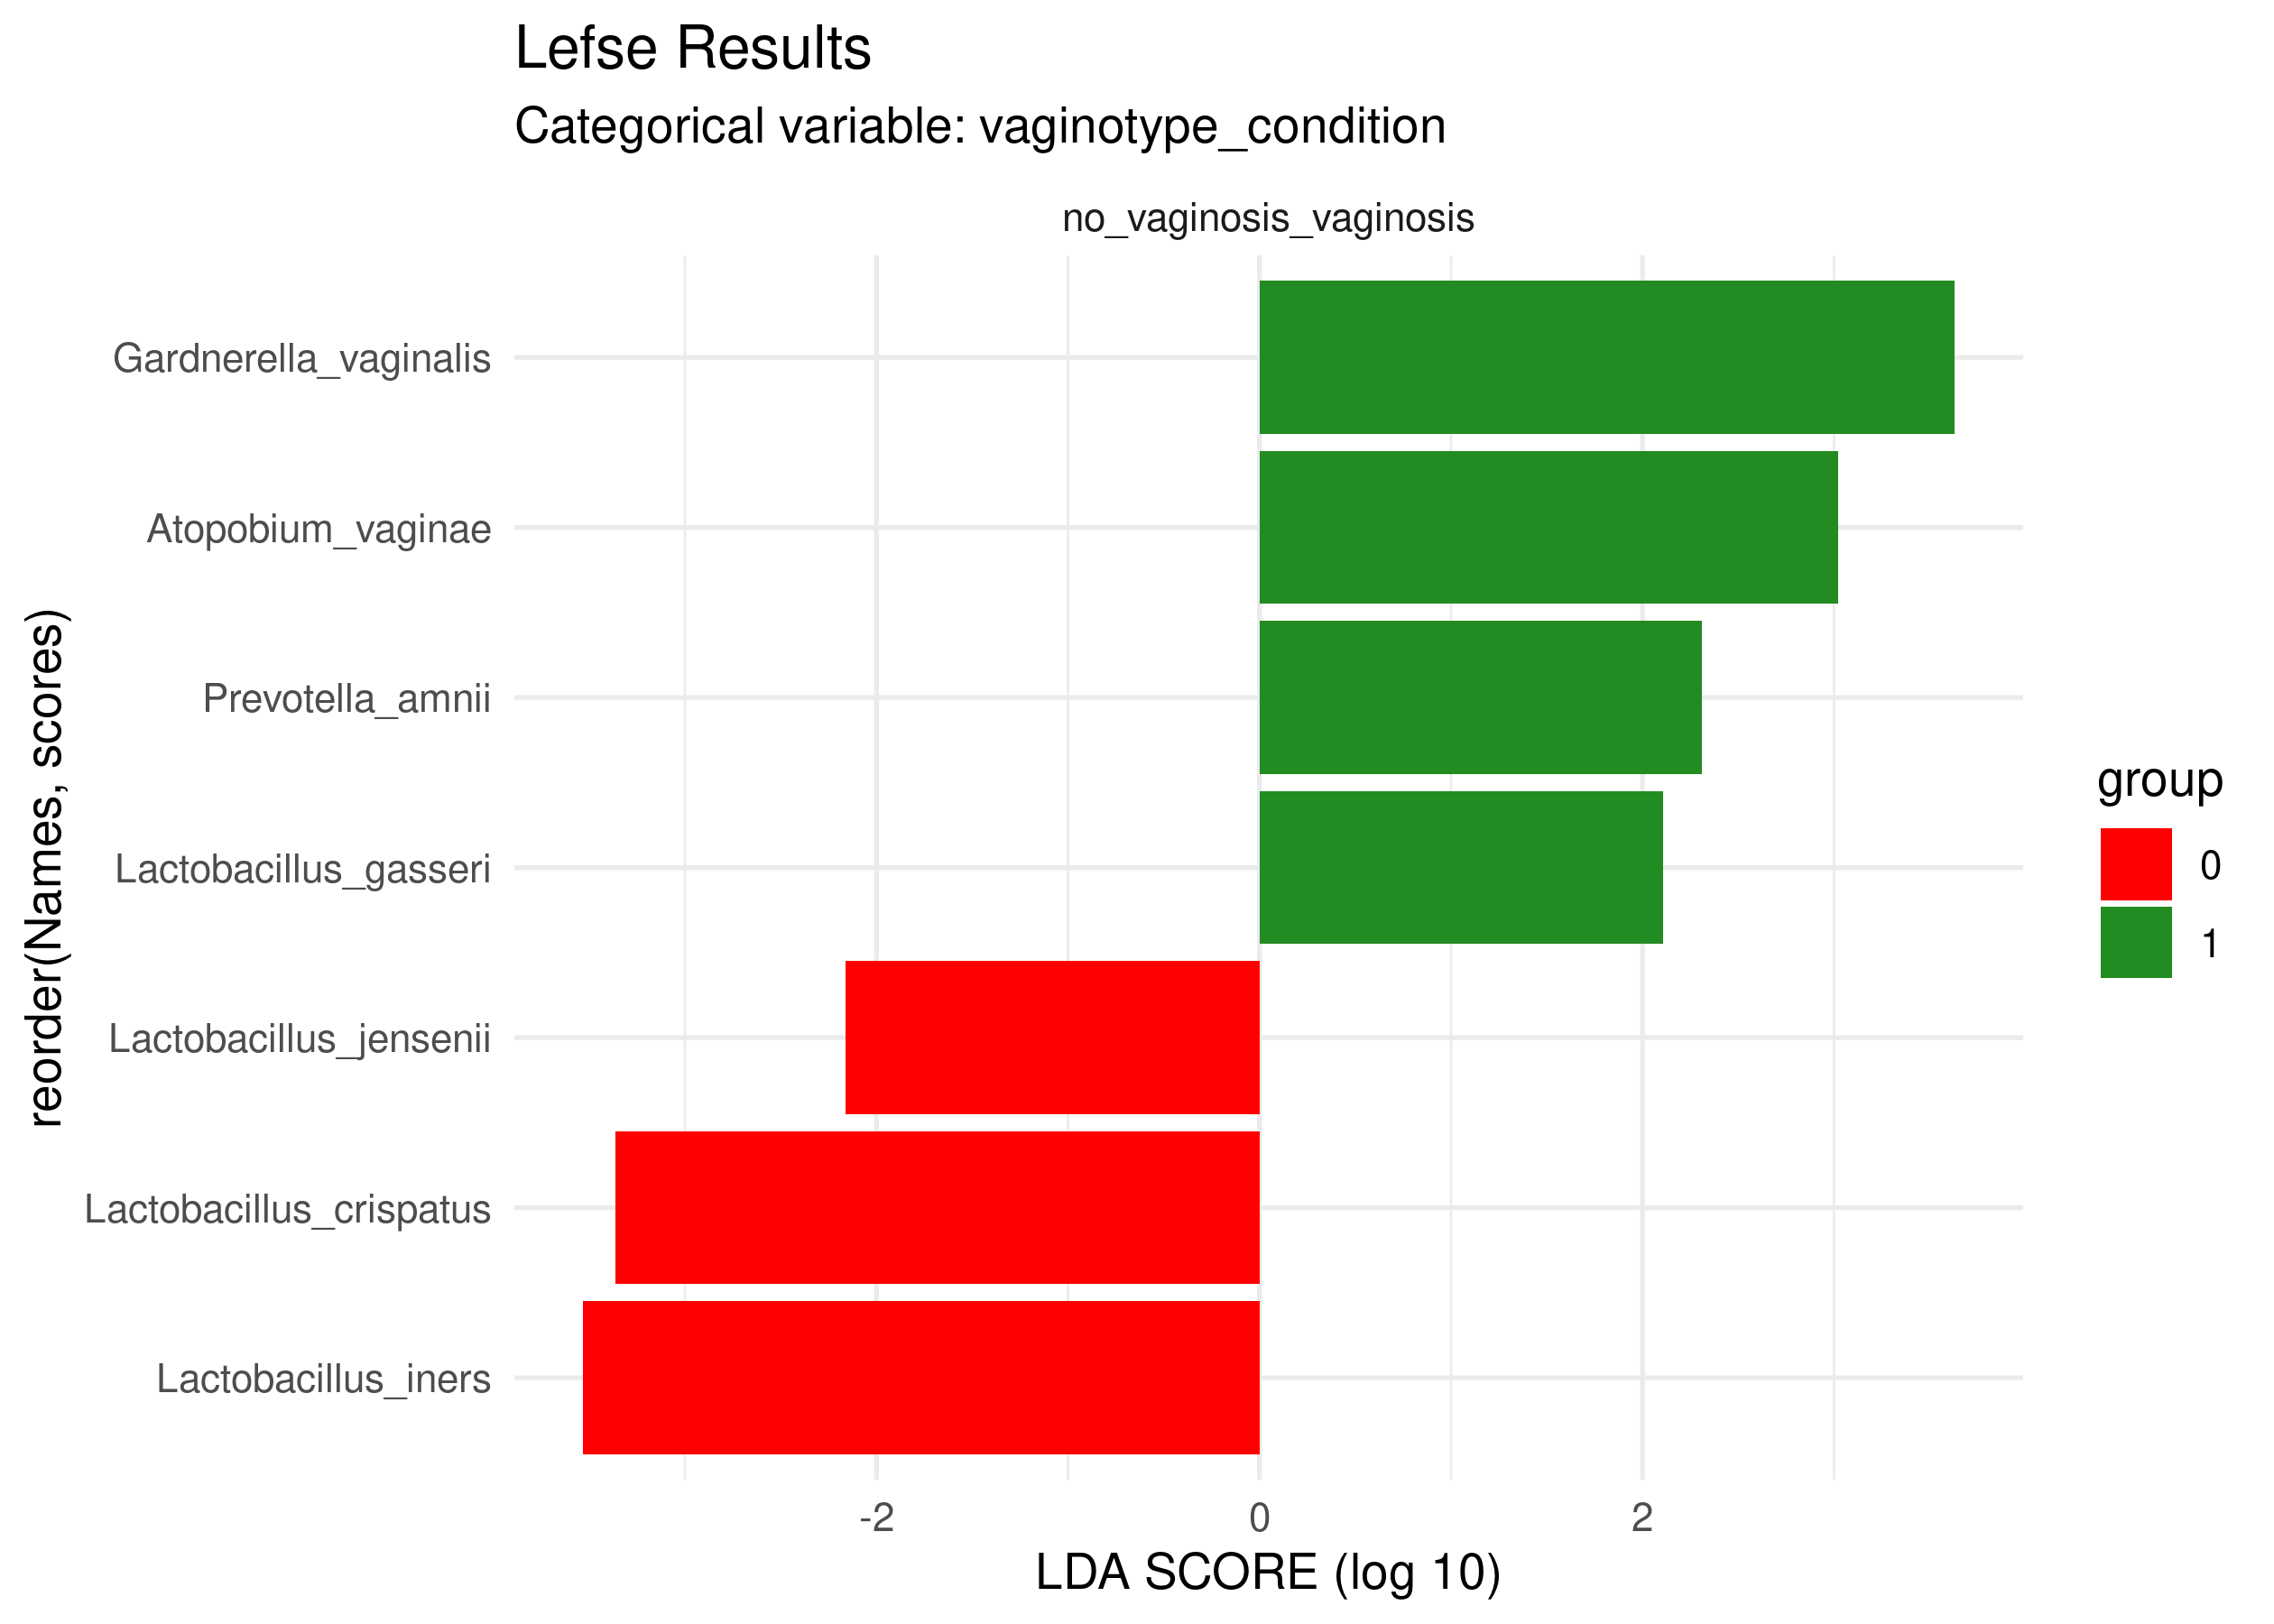 Lefse Results
Categorical variable: vaginotype_condition
no_vaginosis_vaginosis
reorder(Names, scores)
Gardnerella_vaginalis
Atopobium_vaginae
Prevotella_amnii
Lactobacillus_gasseri
Lactobacillus_jensenii
Lactobacillus_crispatus
Lactobacillus_iners
-2 0 2
LDA SCORE (log 10)
group
0
1